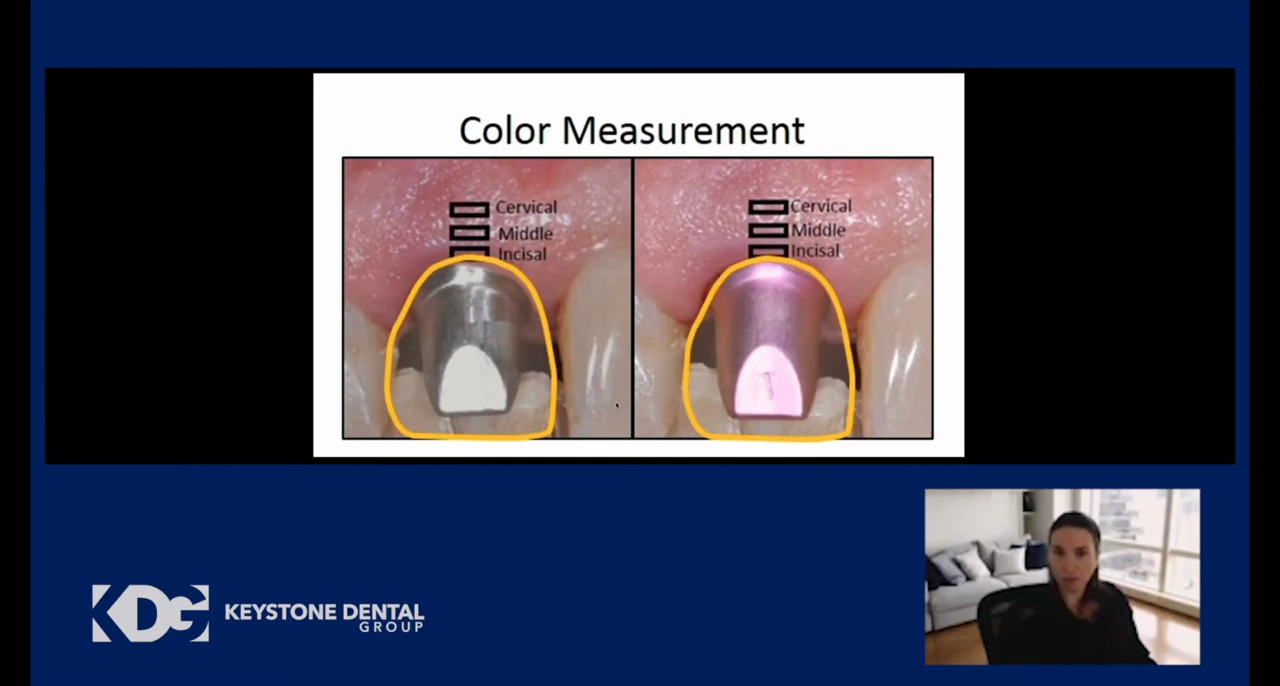 Color Measurement
Cervical
Middle
Incisal
Cervical
Middle
Incisal
KDG KEYSTONE DENTAL
GROUP